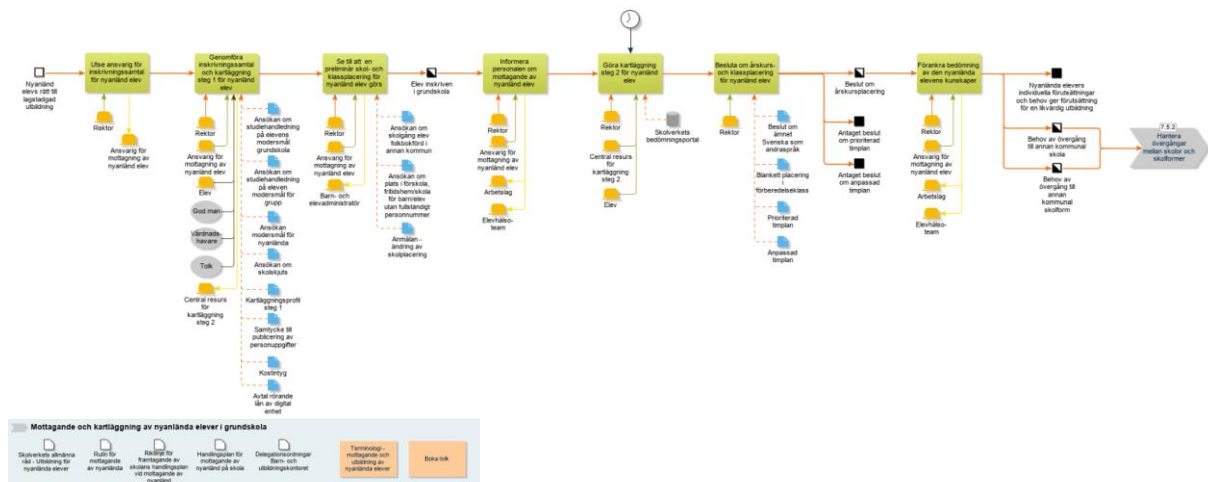 Nyanländ
elevs rätt till
lagstadgad
utbildning
Utse ansvarig för
inskrivningssamtal
för nyanländ elev
Rektor
Ansvarig för
mottagning av
nyanländ elev
Genomföra
inskrivningssamtal
och kartläggning
steg 1 för nyanländ
elev
Rektor
Ansvarig för
mottagning av
nyanländ elev
Elev
God man
Vårdnads-
havare
Tolk
Central resurs
för
kartläggning
steg 2
Ansökan om
studiehandledning
på elevens
modersmål
grundskola
Ansökan om
studiehandledning
på eleven
modersmål för
grupp
Ansökan
modersmål för
nyanlända
Ansökan om
skolskjuts
Kartläggningsprofil
steg 1
Samtycke till
publicering av
personuppgifter
Kostintyg
Avtal rörande
lån av digital
enhet
Se till att en
preliminär skol- och
klassplacering för
nyanländ elev görs
Rektor
Ansvarig för
mottagning av
nyanländ elev
Barn- och
elevadministratör
Ansökan om
skolgång elev
folkbokförd i
annan kommun
Ansökan om
plats i förskola,
fritidshem/skola
för barn/elev
utan fullständigt
personnummer
Anmälan -
ändring av
skolplacering
Elev inskriven
i grundskola
Informera
personalen om
mottagande av
nyanländ elev
Rektor
Ansvarig för
mottagning av
nyanländ elev
Arbetslag
Elevhälso-
team
Göra kartläggning
steg 2 för nyanländ
elev
Rektor
Central resurs
för kartläggning
steg 2
Elev
Skolverkets
bedömningsportal
Besluta om årskurs-
och klassplacering
för nyanländ elev
Rektor
Beslut om
ämnet
Svenska som
andraspråk
Blankett placering
i
förberedelseklass
Prioriterad
timplan
Anpassad
timplan
Beslut om
årskursplacering
Antaget beslut
om prioriterad
timplan
Antaget beslut
om anpassad
timplan
Förankra bedömning
av den nyanlända
elevens kunskaper
Rektor
Ansvarig för
mottagning av
nyanländ elev
Arbetslag
Elevhälso-
team
Nyanlända elevers
individuella förutsättningar
och behov ger förutsättning
för en likvärdig utbildning
Behov av övergång
till annan kommunal
skola
Behov av
övergång till
annan
kommunal
skolform
7.5.2
Hantera
övergångar
mellan skolor och
skolformer
Mottagande och kartläggning av nyanlända elever i grundskola
Skolverkets allmänna
råd - Utbildning för
nyanlända elever
Rutin för
mottagande
av nyanlända
Riktlinje för
framtagande av
skolans handlingsplan
vid mottagande av
nyanländ
Handlingsplan för
mottagande av
nyanländ på skola
Delegationsordningar
Barn- och
utbildningskontoret
Terminologi -
mottagande och
utbildning av
nyanlända elever
Boka tolk